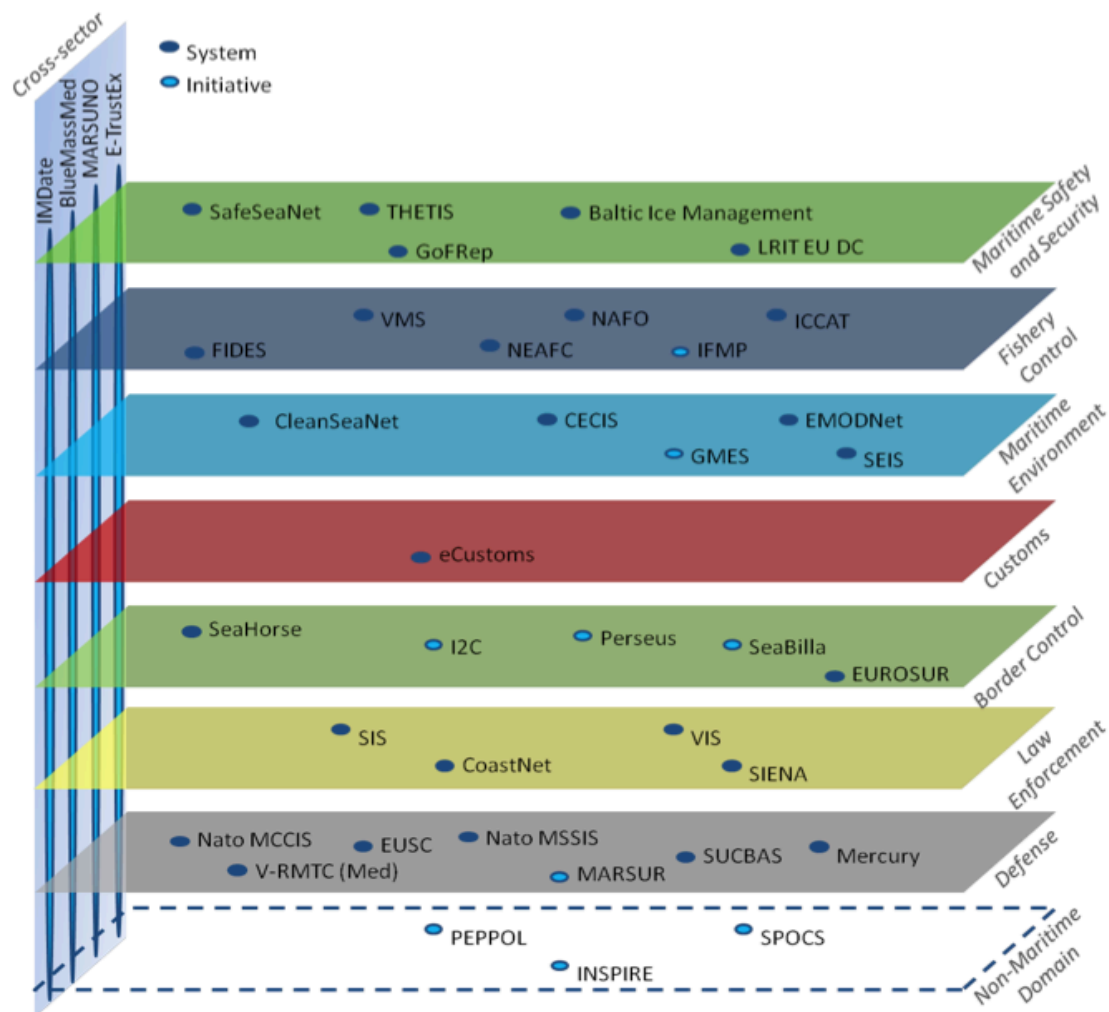 Cross-sector
System
Initiative
IMDate
BlueMassMed
MARSUNO
E-TrustEx
SafeSeaNet
THETIS
Baltic Ice Management
GoFRep
LRIT EU DC
Maritime Safety
and Security
VMS
NAFO
ICCAT
FIDES
NEAFC
IFMP
Fishery
Control
CleanSeaNet
CECIS
EMODNet
GMES
SEIS
Maritime
Environment
eCustoms
Customs
SeaHorse
I2C
Perseus
SeaBilla
EUROSUR
Border Control
SIS
VIS
CoastNet
SIENA
Law
Enforcement
Nato MCCIS
EUSC
Nato MSSIS
SUCBAS
Mercury
V-RMTC (Med)
MARSUR
Defense
PEPPOL
SPOCS
INSPIRE
Non-Maritime
Domain